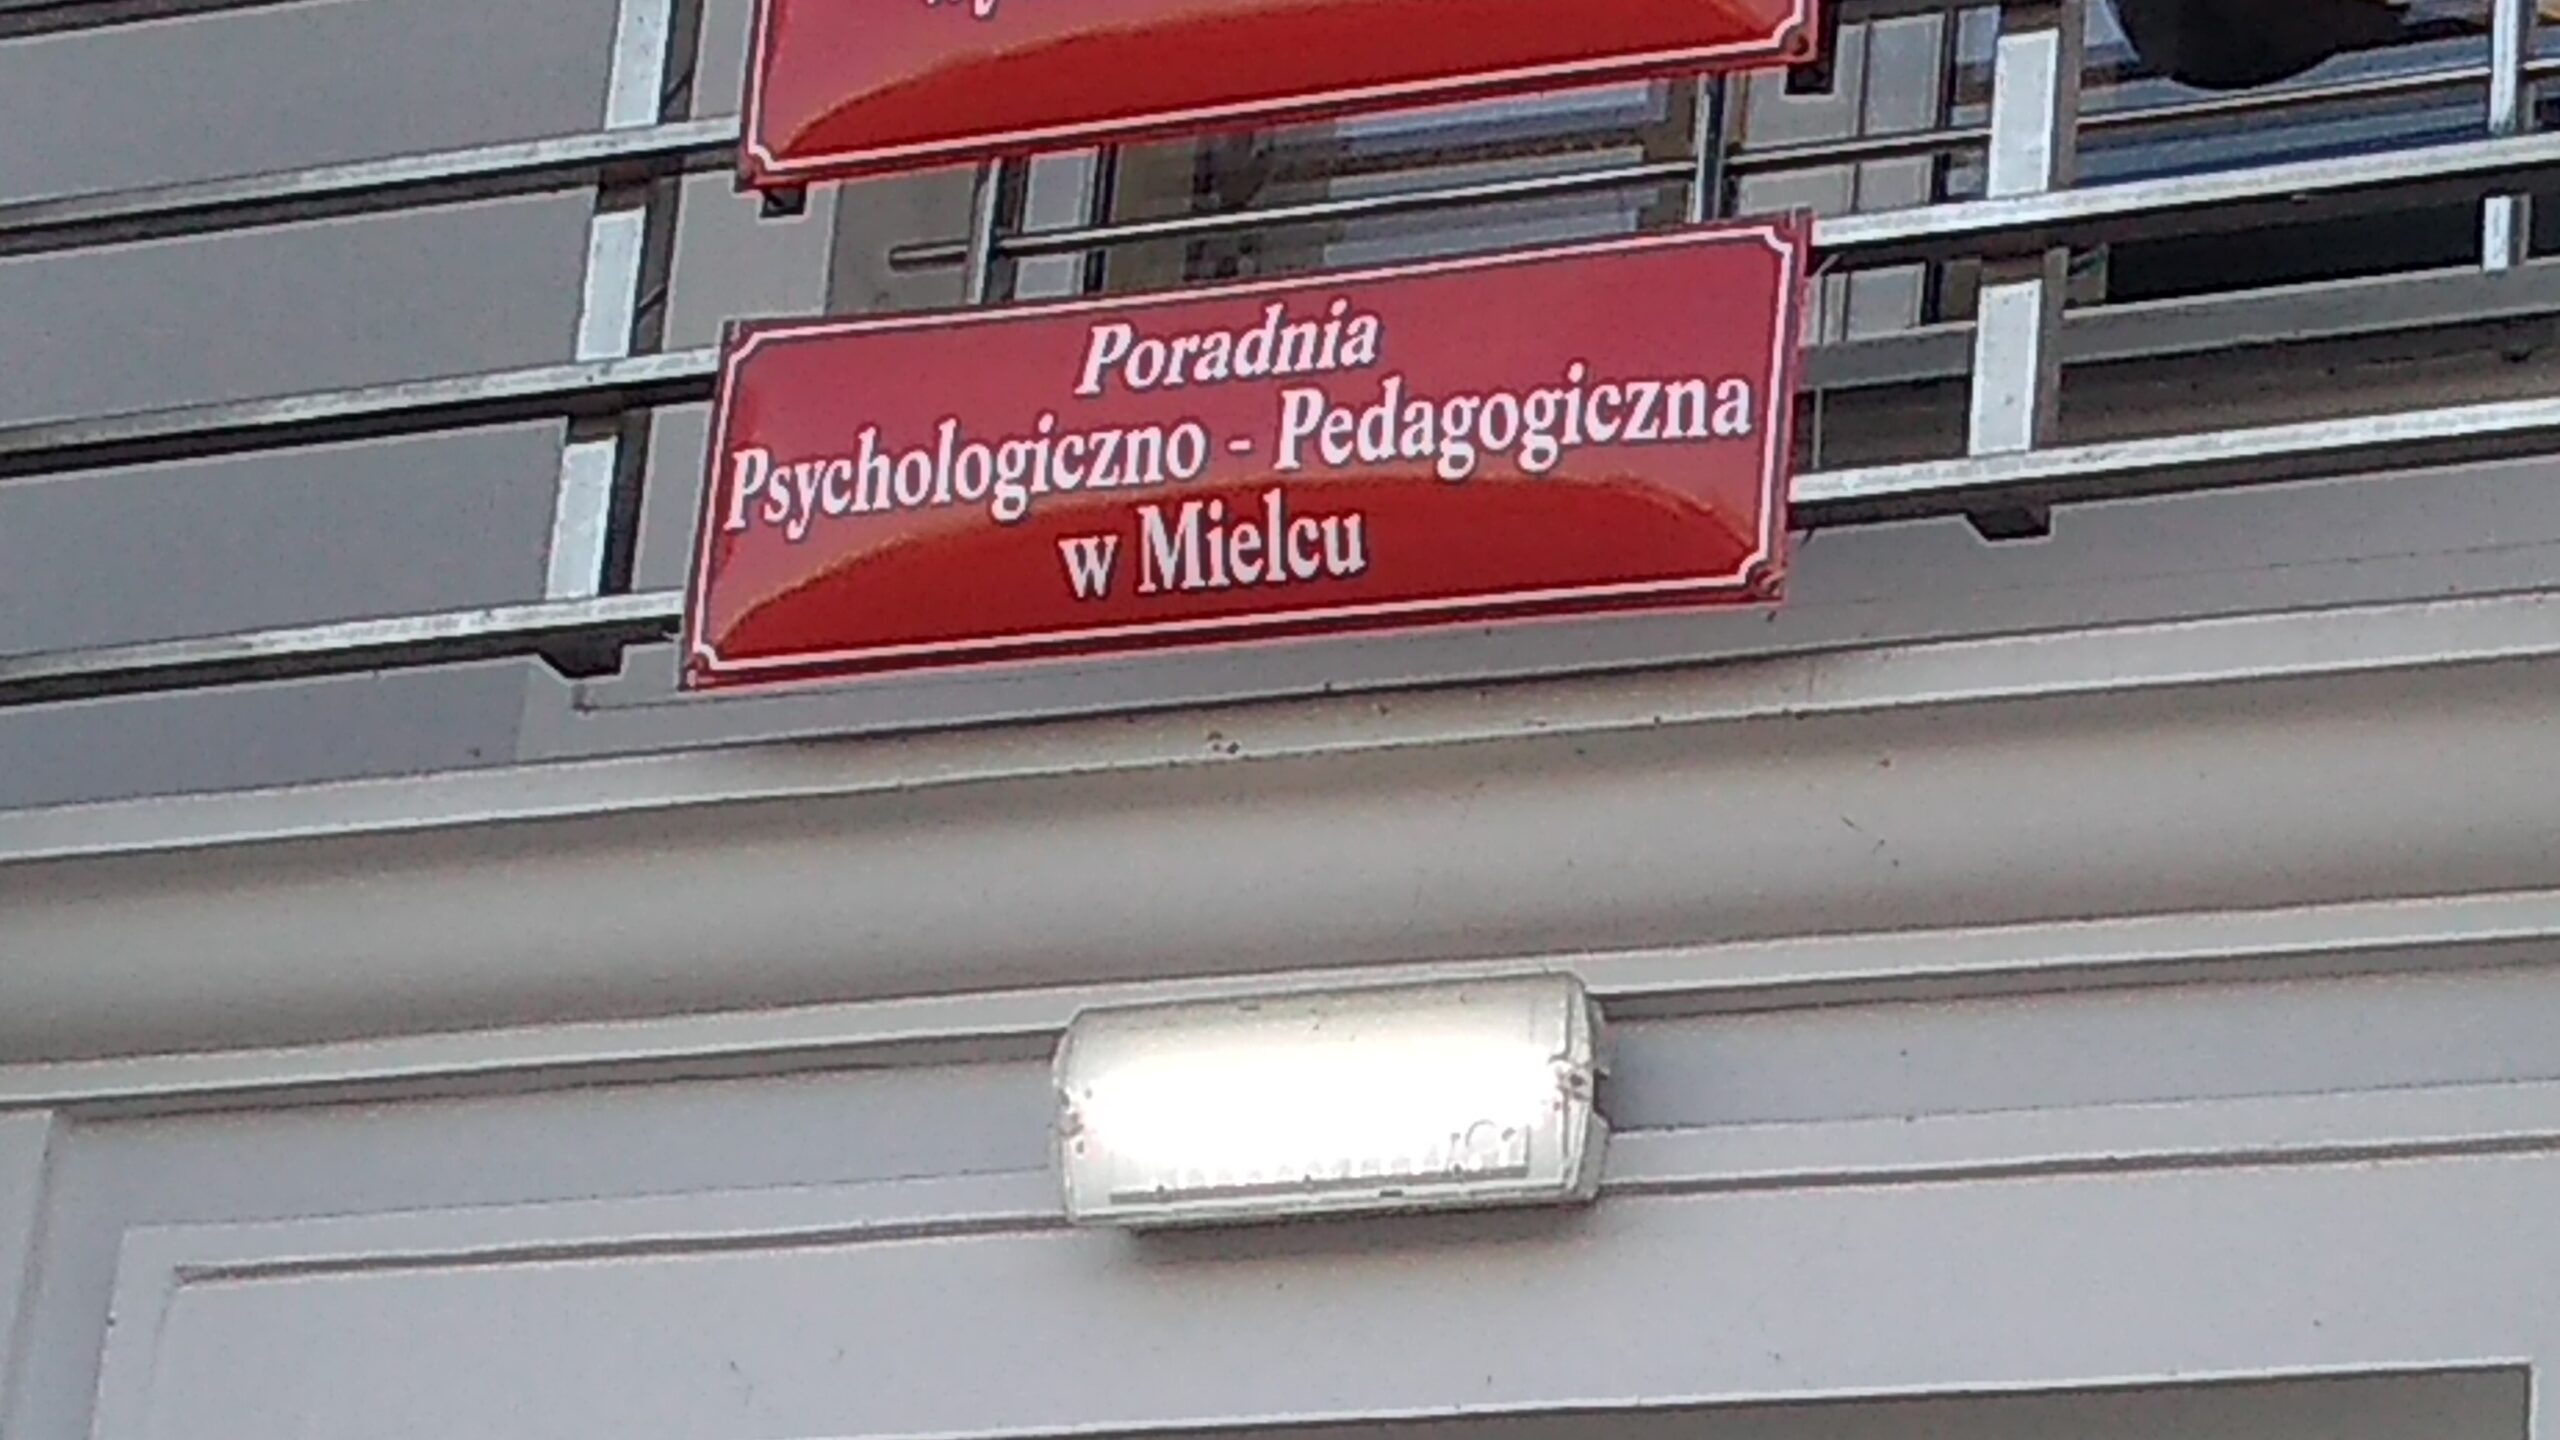 Poradnia
Psychologiczno - Pedagogiczna
w Mielcu